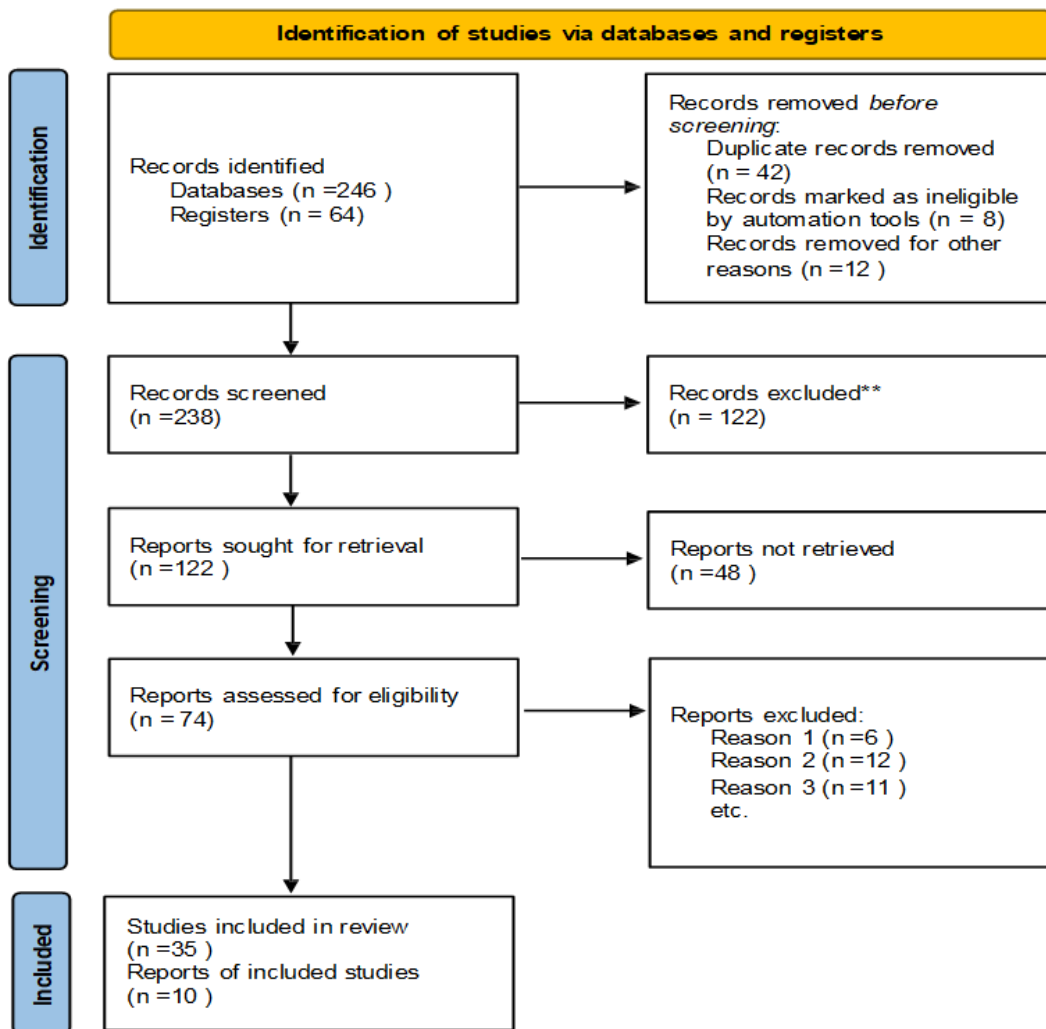 Identification of studies via databases and registers
Identification
Records identified
Databases (n =246 )
Registers (n = 64)
Records removed before
screening:
Duplicate records removed
(n = 42)
Records marked as ineligible
by automation tools (n = 8)
Records removed for other
reasons (n =12 )
Screening
Records screened
(n =238)
Records excluded**
(n = 122)
Reports sought for retrieval
(n =122 )
Reports not retrieved
(n =48 )
Reports assessed for eligibility
(n = 74)
Reports excluded:
Reason 1 (n =6 )
Reason 2 (n =12 )
Reason 3 (n =11 )
etc.
Included
Studies included in review
(n =35 )
Reports of included studies
(n =10 )